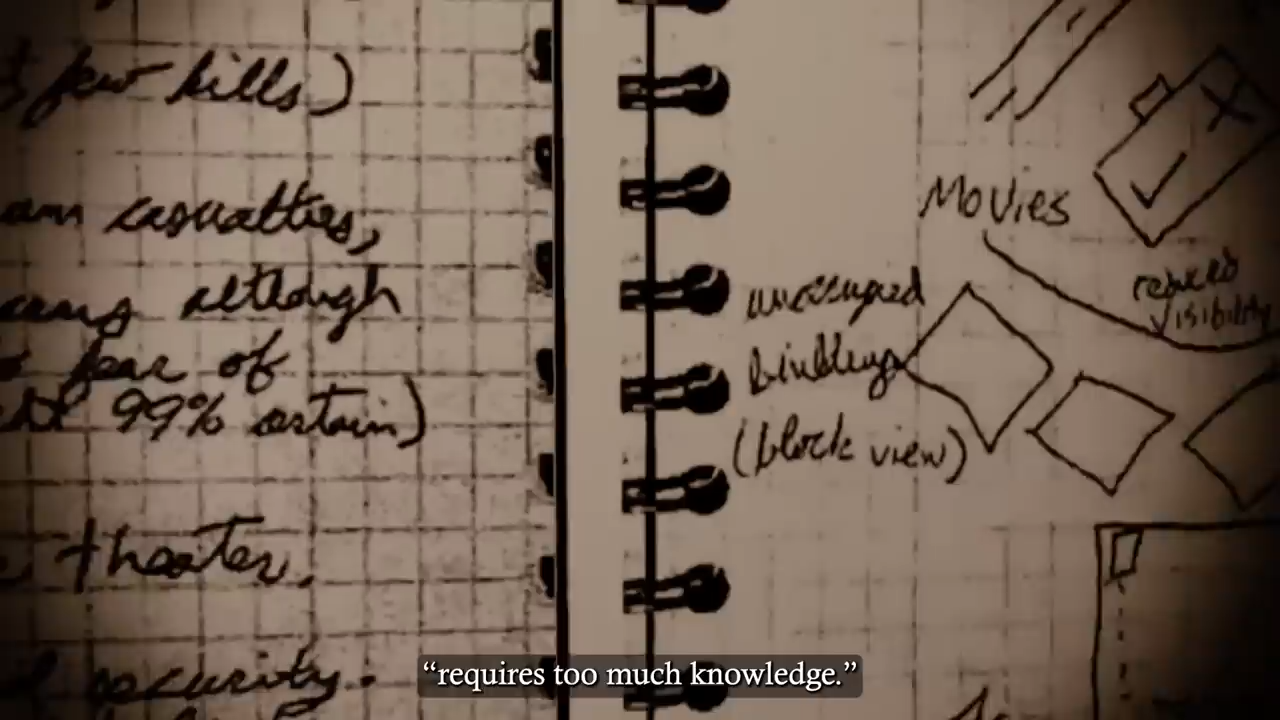 few kills)
casualties,
although
fear of
99% certain)
theater.
security.
Movies
reduced
visibility
unoccupied
building
(block view)
“requires too much knowledge.”